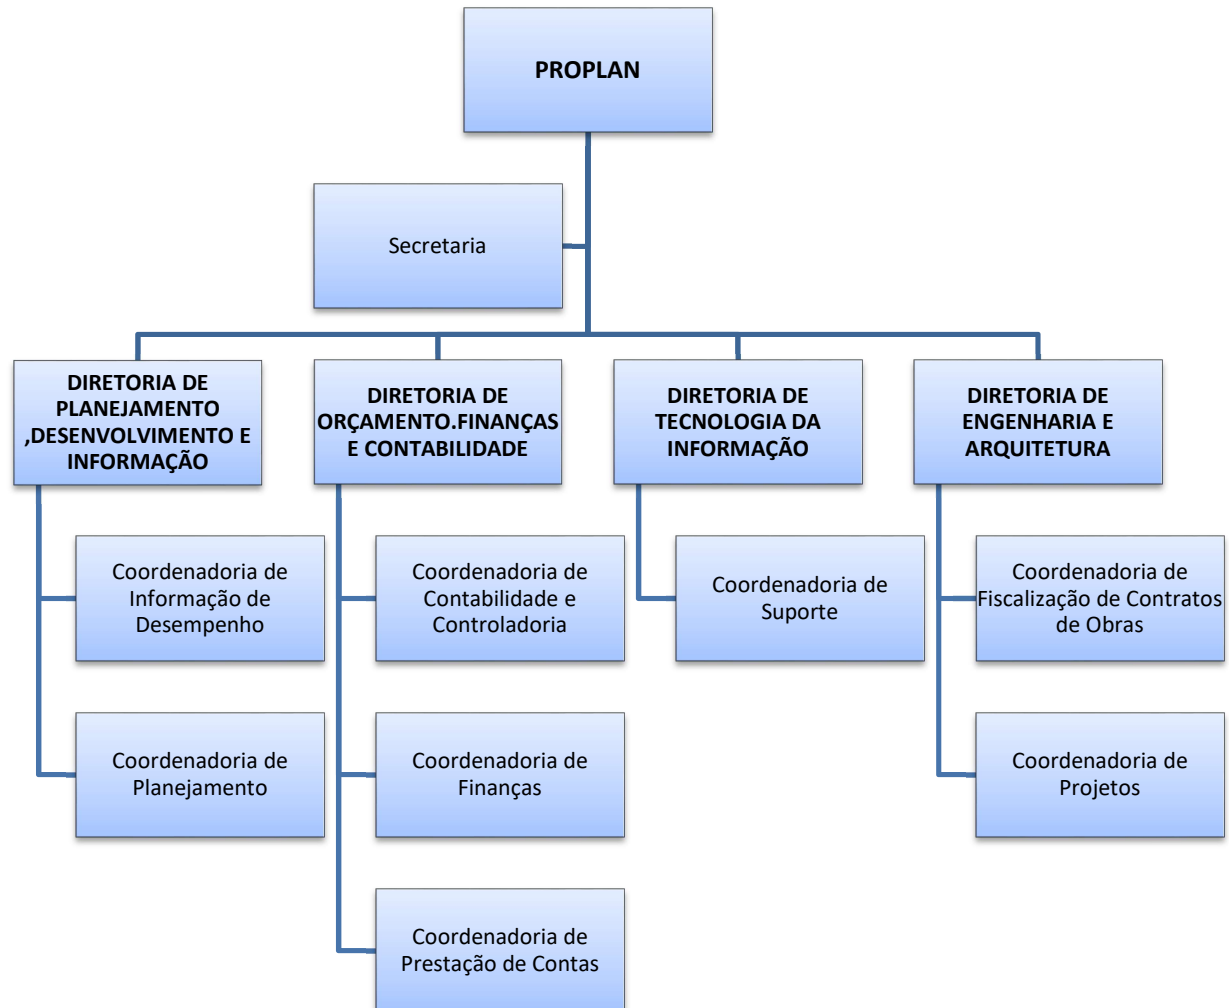 PROPLAN
Secretaria
DIRETORIA DE
PLANEJAMENTO
,DESENVOLVIMENTO E
INFORMAÇÃO
DIRETORIA DE
ORÇAMENTO.FINANÇAS
E CONTABILIDADE
DIRETORIA DE
TECNOLOGIA DA
INFORMAÇÃO
DIRETORIA DE
ENGENHARIA E
ARQUITETURA
Coordenadoria de
Informação de
Desempenho
Coordenadoria de
Contabilidade e
Controladoria
Coordenadoria de
Suporte
Coordenadoria de
Fiscalização de Contratos
de Obras
Coordenadoria de
Planejamento
Coordenadoria de
Finanças
Coordenadoria de
Projetos
Coordenadoria de
Prestação de Contas